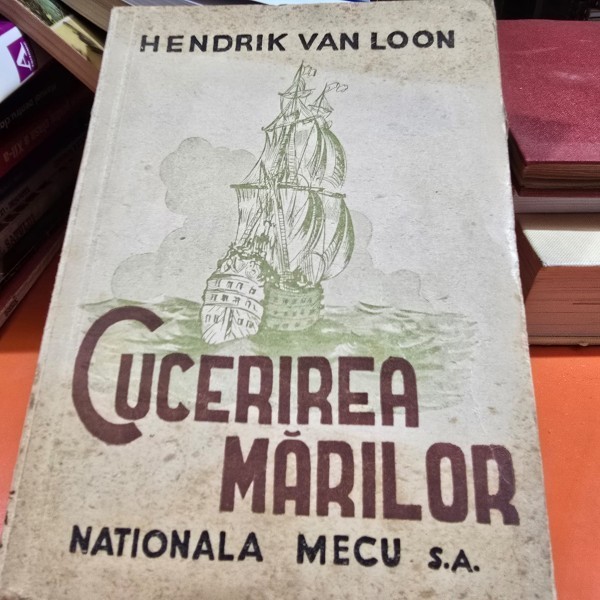 HENDRIK VAN LOON
CUCERIREA
MĂRILOR
NATIONALA MECU S.A.